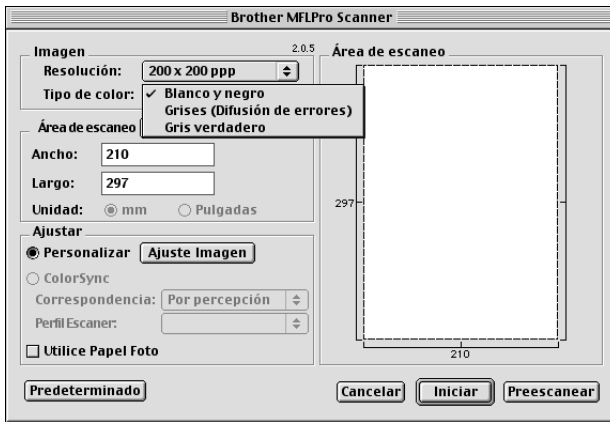 Brother MFLPro Scanner
Imagen
2.0.5
Resolución: 200 x 200 ppp
Tipo de color: ✓ Blanco y negro
Grises (Difusión de errores)
Gris verdadero
Área de escaneo
Ancho: 210
Largo: 297
Unidad: mm Pulgadas
Ajustar
Personalizar Ajuste Imagen
ColorSync
Correspondencia: Por percepción
Perfil Escaner:
Utilice Papel Foto
Área de escaneo
297
210
Predeterminado
Cancelar Iniciar Preescanear